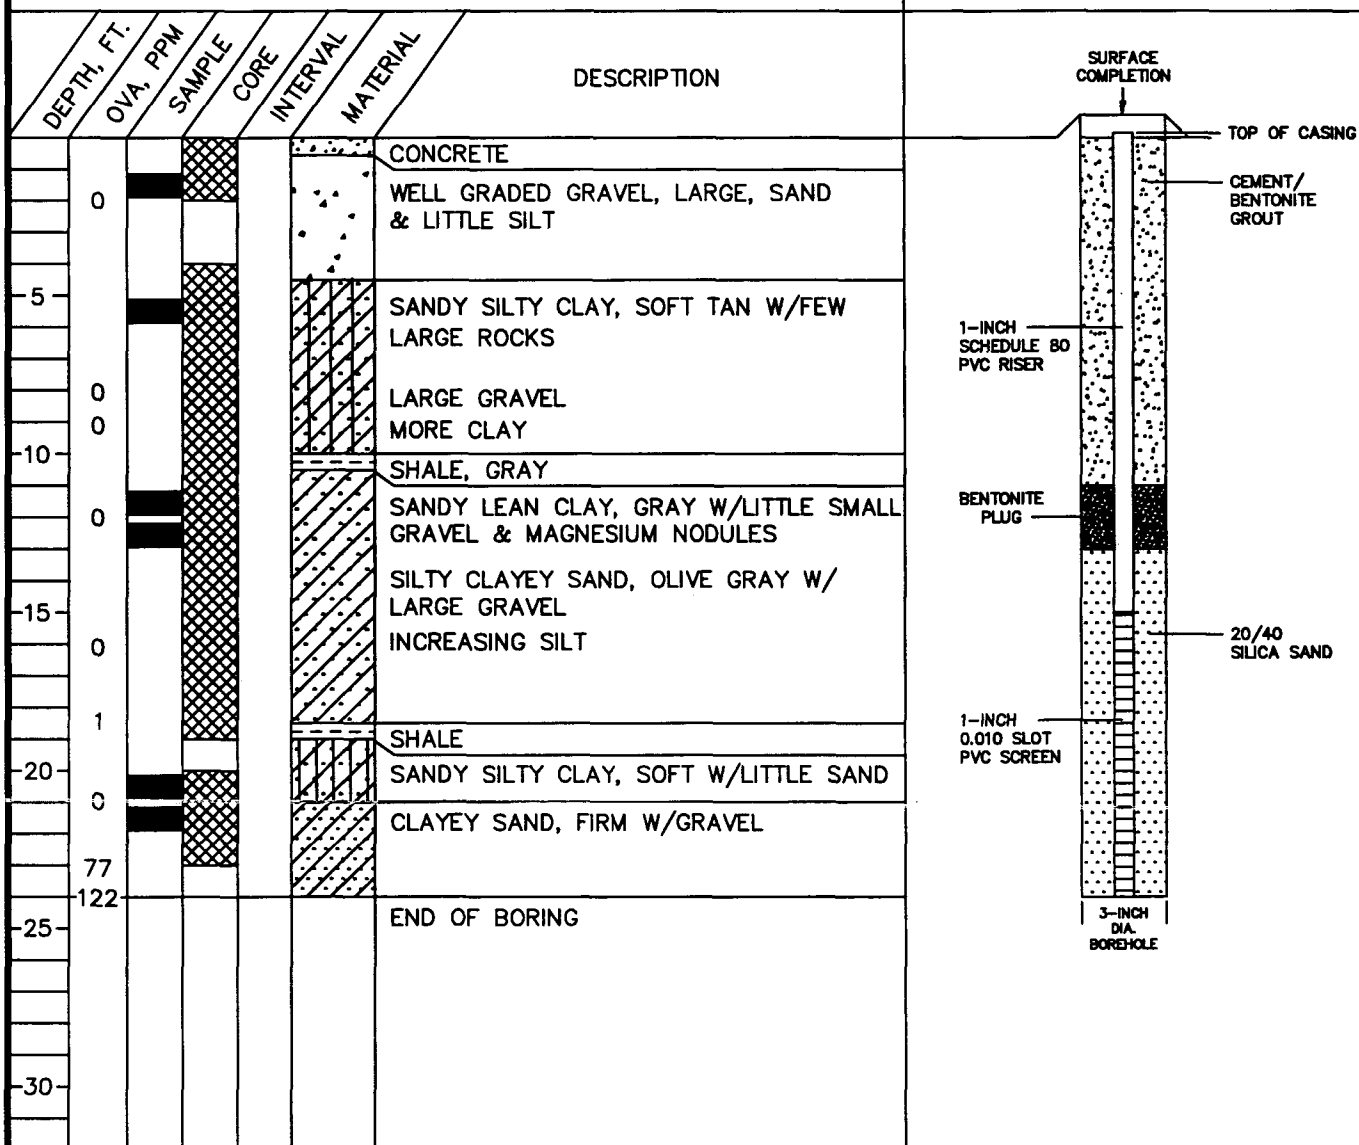 DEPTH, FT.
OVA, PPM
SAMPLE
CORE
INTERVAL
MATERIAL
DESCRIPTION
CONCRETE
0
WELL GRADED GRAVEL, LARGE, SAND
& LITTLE SILT
5
SANDY SILTY CLAY, SOFT TAN W/FEW
LARGE ROCKS
0
LARGE GRAVEL
0
MORE CLAY
10
SHALE, GRAY
0
SANDY LEAN CLAY, GRAY W/LITTLE SMALL
GRAVEL & MAGNESIUM NODULES
SILTY CLAYEY SAND, OLIVE GRAY W/
LARGE GRAVEL
15
0
INCREASING SILT
1
SHALE
20
SANDY SILTY CLAY, SOFT W/LITTLE SAND
0
CLAYEY SAND, FIRM W/GRAVEL
77
122
25
END OF BORING
30
SURFACE
COMPLETION
TOP OF CASING
CEMENT/
BENTONITE
GROUT
1-INCH
SCHEDULE 80
PVC RISER
BENTONITE
PLUG
20/40
SILICA SAND
1-INCH
0.010 SLOT
PVC SCREEN
3-INCH
DIA.
BOREHOLE